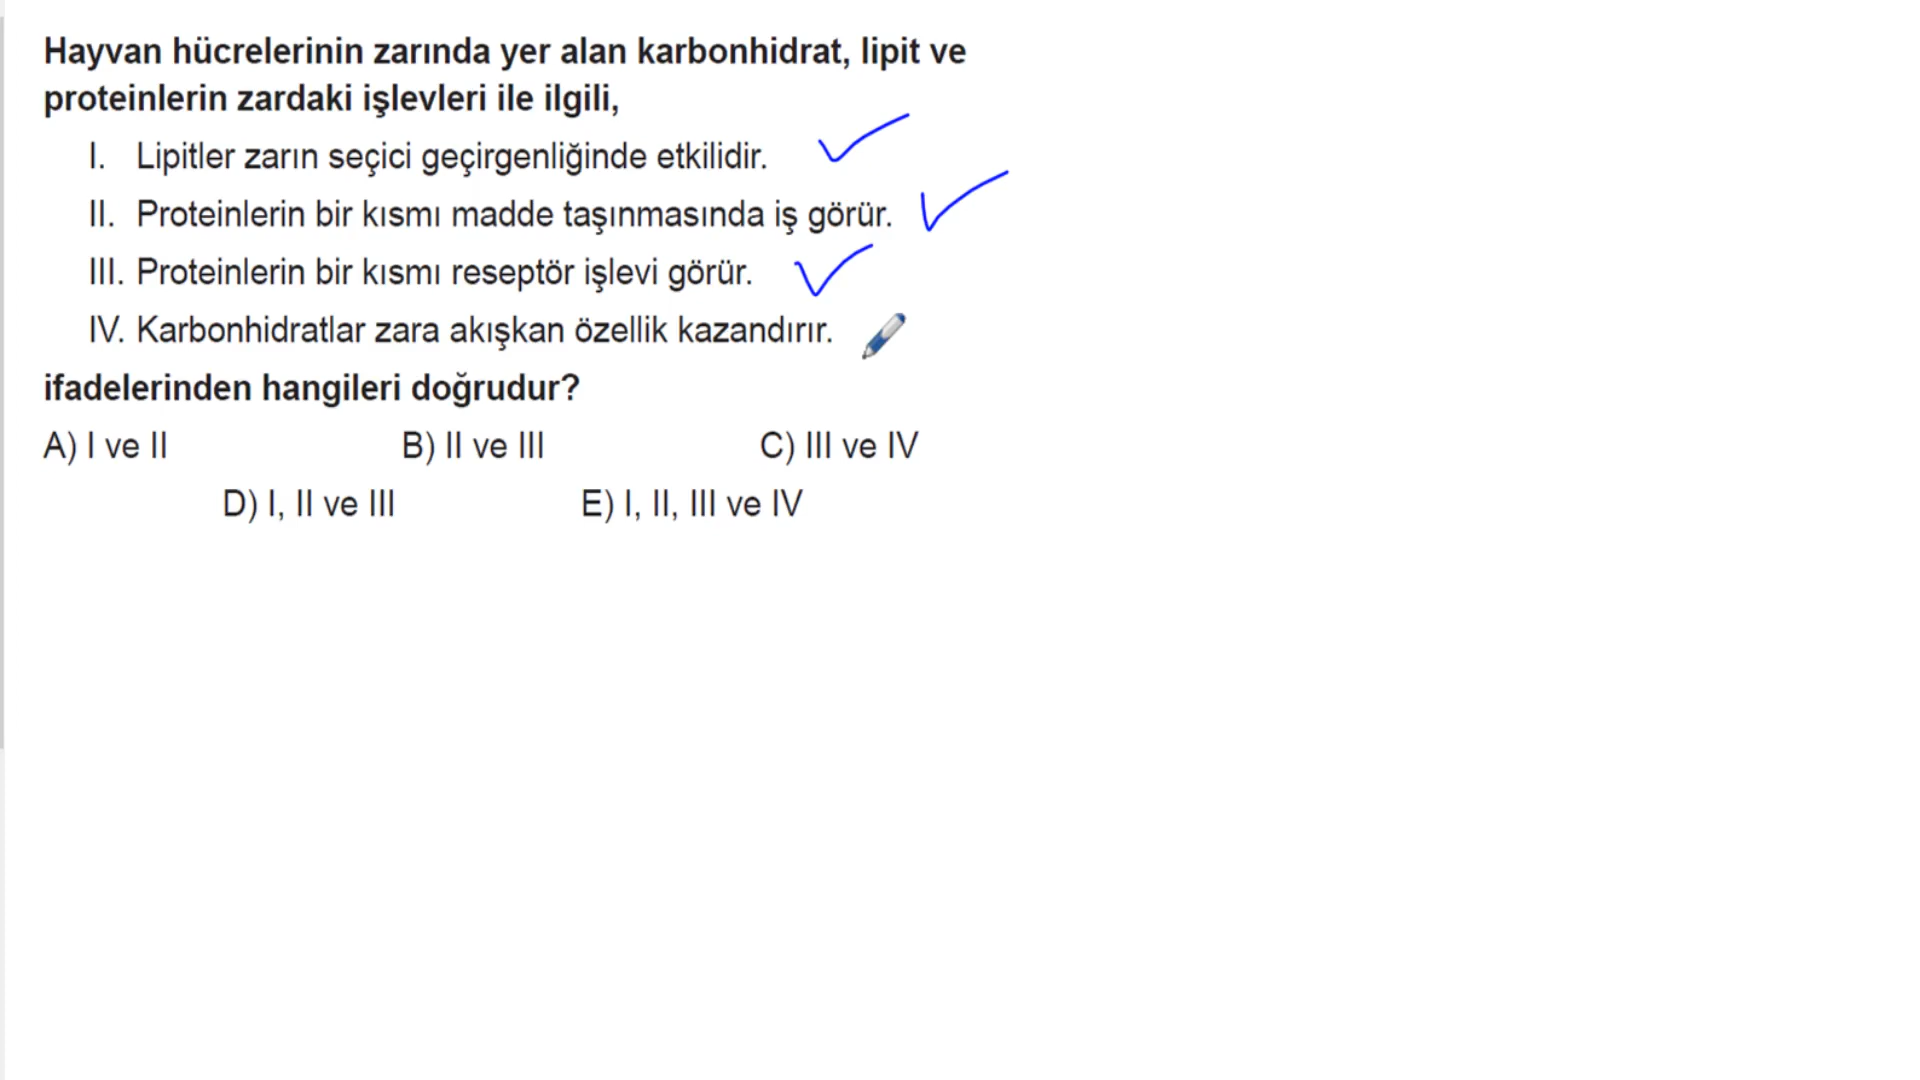 Hayvan hücrelerinin zarında yer alan karbonhidrat, lipit ve
proteinlerin zardaki işlevleri ile ilgili,
I. Lipitler zarın seçici geçirgenliğinde etkilidir.
II. Proteinlerin bir kısmı madde taşınmasında iş görür.
III. Proteinlerin bir kısmı reseptör işlevi görür.
IV. Karbonhidratlar zara akışkan özellik kazandırır.
ifadelerinden hangileri doğrudur?
A) I ve II B) II ve III C) III ve IV
D) I, II ve III E) I, II, III ve IV